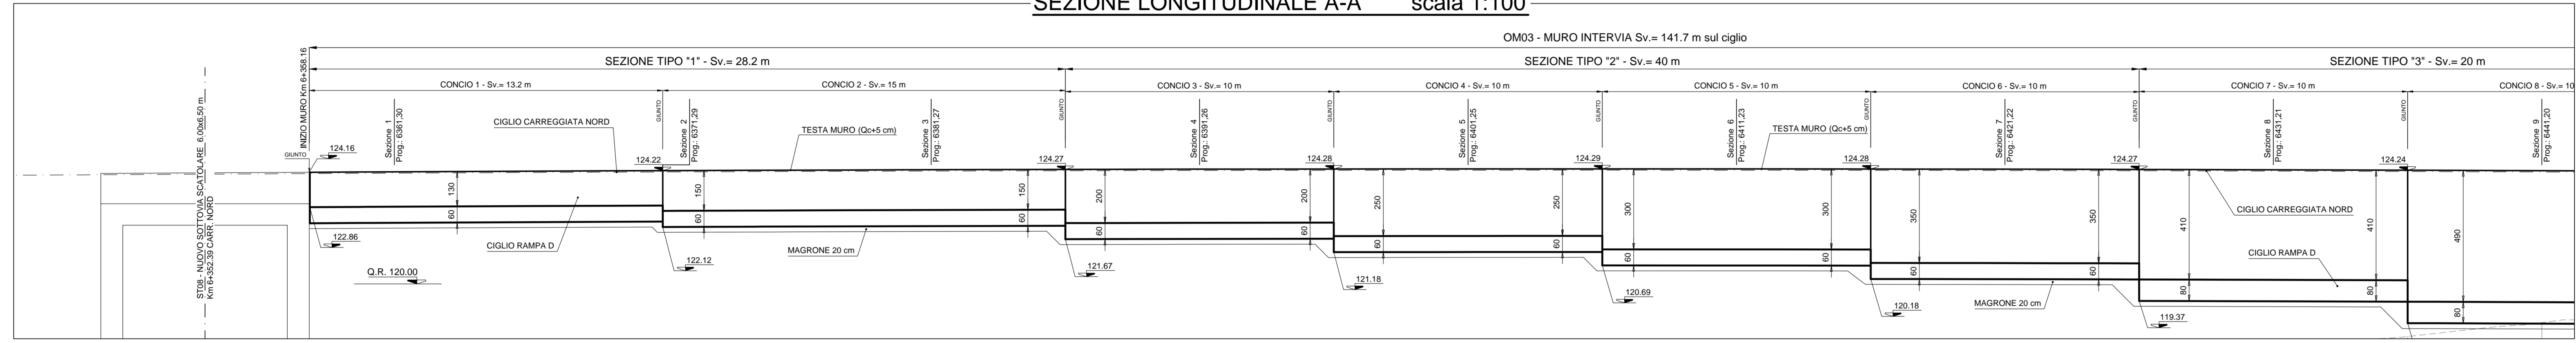 SEZIONE LONGITUDINALE A-A scala 1:100
OM03 - MURO INTERVIA Sv.= 141.7 m sul ciglio
SEZIONE TIPO "1" - Sv.= 28.2 m
SEZIONE TIPO "2" - Sv.= 40 m
SEZIONE TIPO "3" - Sv.= 20 m
CONCIO 1 - Sv.= 13.2 m
CONCIO 2 - Sv.= 15 m
CONCIO 3 - Sv.= 10 m
CONCIO 4 - Sv.= 10 m
CONCIO 5 - Sv.= 10 m
CONCIO 6 - Sv.= 10 m
CONCIO 7 - Sv.= 10 m
CONCIO 8 - Sv.= 10
ST08 - NUOVO SOTTOVIA SCATOLARE 6.00x6.50 m
Km 6+352.39 CARR. NORD
INIZIO MURO Km 6+358.16
GIUNTO
Sezione 1
Prog.: 6361,30
GIUNTO
Sezione 2
Prog.: 6371,29
Sezione 3
Prog.: 6381,27
GIUNTO
Sezione 4
Prog.: 6391,26
GIUNTO
Sezione 5
Prog.: 6401,25
GIUNTO
Sezione 6
Prog.: 6411,23
GIUNTO
Sezione 7
Prog.: 6421,22
GIUNTO
Sezione 8
Prog.: 6431,21
GIUNTO
Sezione 9
Prog.: 6441,20
CIGLIO CARREGGIATA NORD
TESTA MURO (Qc+5 cm)
TESTA MURO (Qc+5 cm)
124.16
124.22
124.27
124.28
124.29
124.28
124.27
124.24
130
60
150
60
150
60
200
60
200
60
250
60
250
60
300
60
300
60
350
60
350
60
410
80
410
80
490
80
CIGLIO CARREGGIATA NORD
CIGLIO RAMPA D
CIGLIO RAMPA D
MAGRONE 20 cm
MAGRONE 20 cm
Q.R. 120.00
122.86
122.12
121.67
121.18
120.69
120.18
119.37